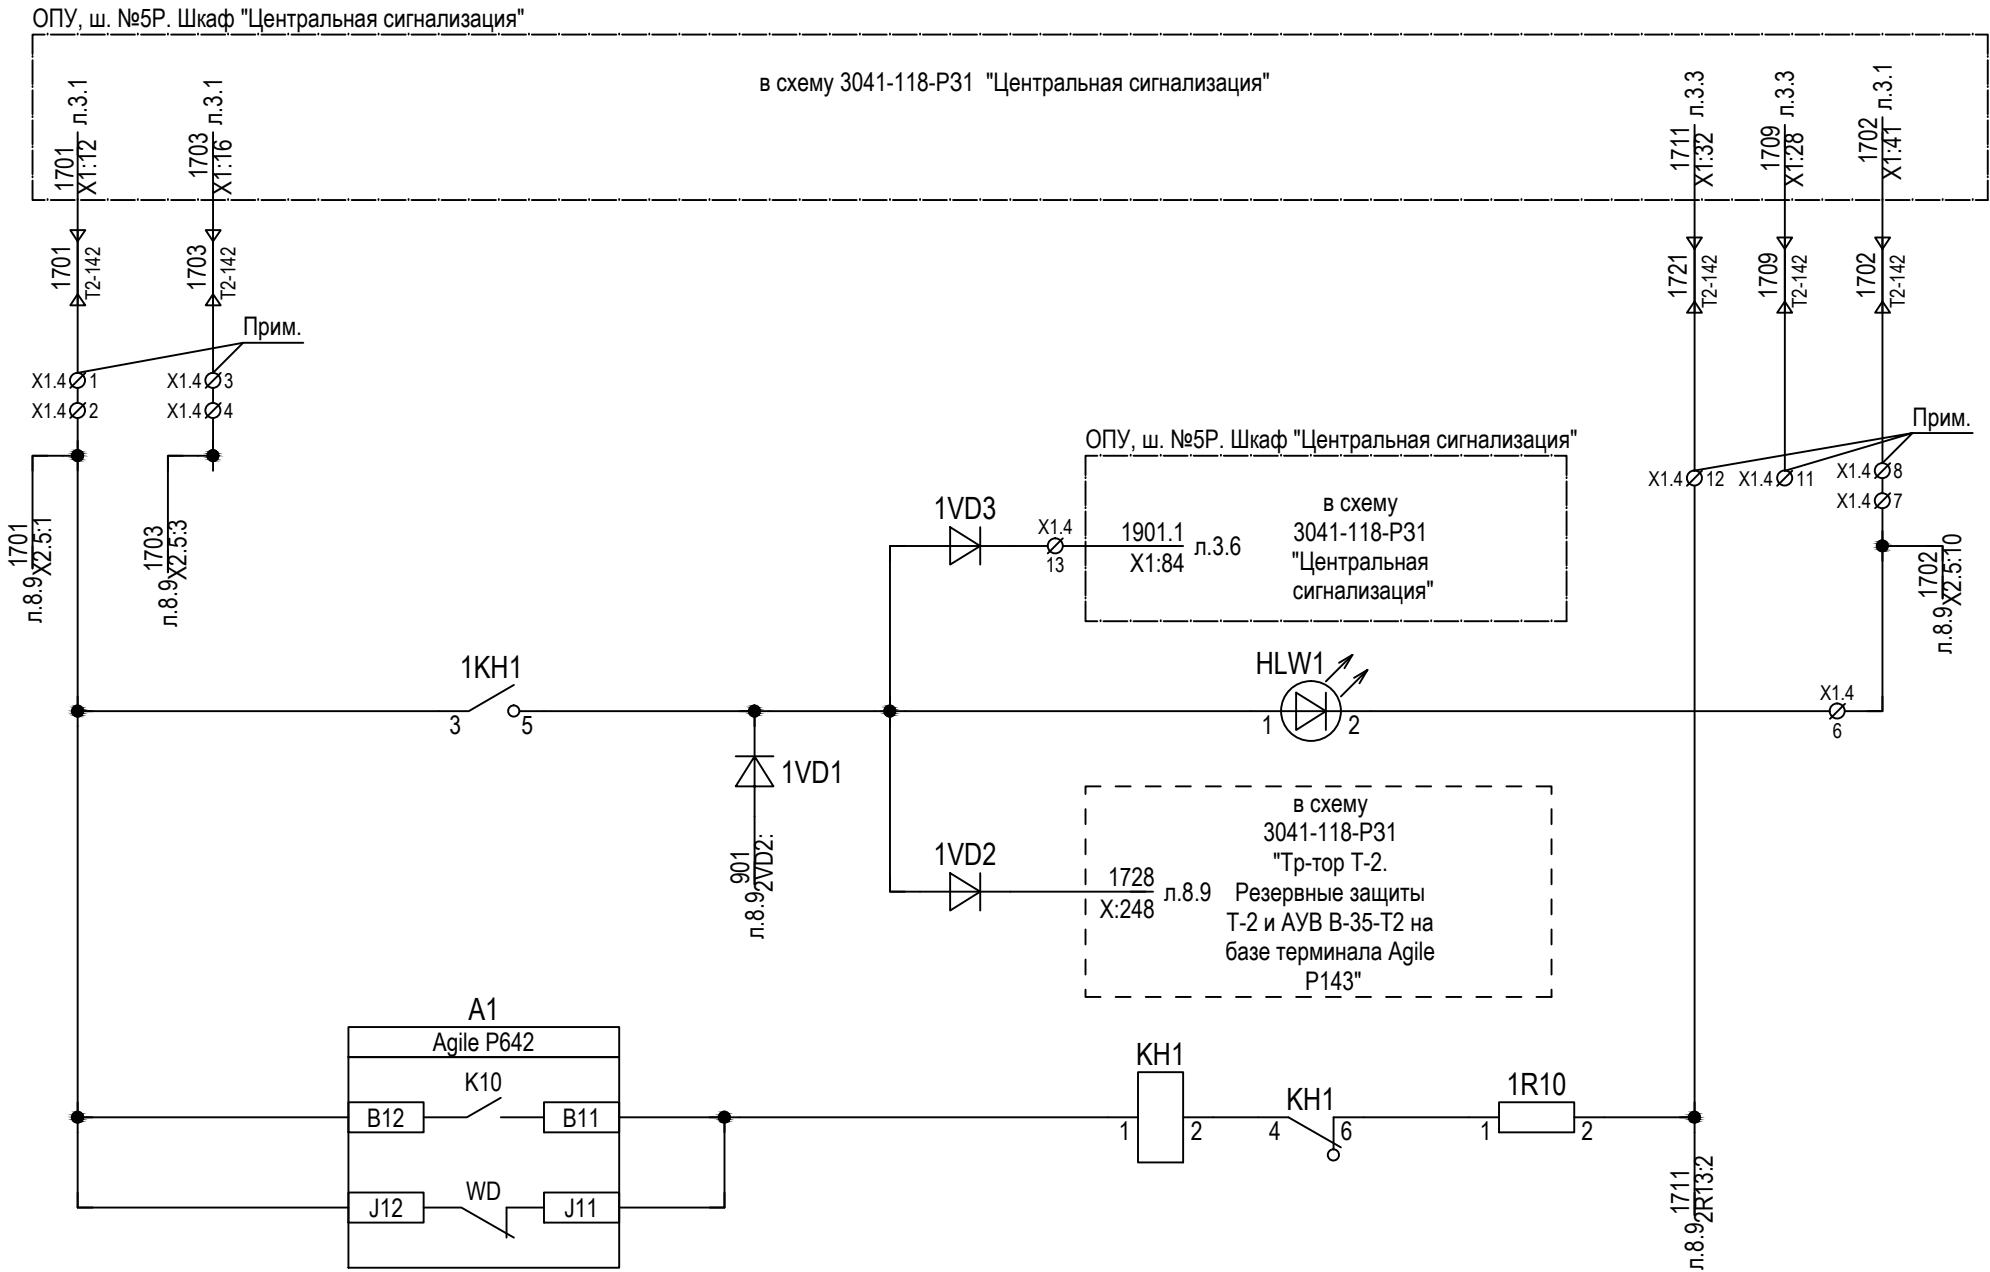 ОПУ, ш. №5Р. Шкаф "Центральная сигнализация"
в схему 3041-118-РЗ1 "Центральная сигнализация"
1701
X1:12
л.3.1
1703
X1:16
л.3.1
1711
X1:32
л.3.3
1709
X1:28
л.3.3
1702
X1:41
л.3.1
1701
T2-142
1703
T2-142
1721
T2-142
1709
T2-142
1702
T2-142
Прим.
X1.4 1
X1.4 2
X1.4 3
X1.4 4
Прим.
X1.4 12
X1.4 11
X1.4 8
X1.4 7
1701
л.8.9 X2.5:1
1703
л.8.9 X2.5:3
1702
л.8.9 X2.5:10
ОПУ, ш. №5Р. Шкаф "Центральная сигнализация"
1VD3
X1.4
13
1901.1
X1:84
л.3.6
в схему
3041-118-РЗ1
"Центральная
сигнализация"
1KH1
3
5
HLW1
1
2
X1.4
6
1VD1
901
л.8.9 2VD2:
1VD2
1728
X:248
л.8.9
в схему
3041-118-РЗ1
"Тр-тор Т-2.
Резервные защиты
Т-2 и АУВ В-35-Т2 на
базе терминала Agile
P143"
A1
Agile P642
K10
B12
B11
WD
J12
J11
KH1
1
2
KH1
4
6
1R10
1
2
1711
л.8.9 2R13:2